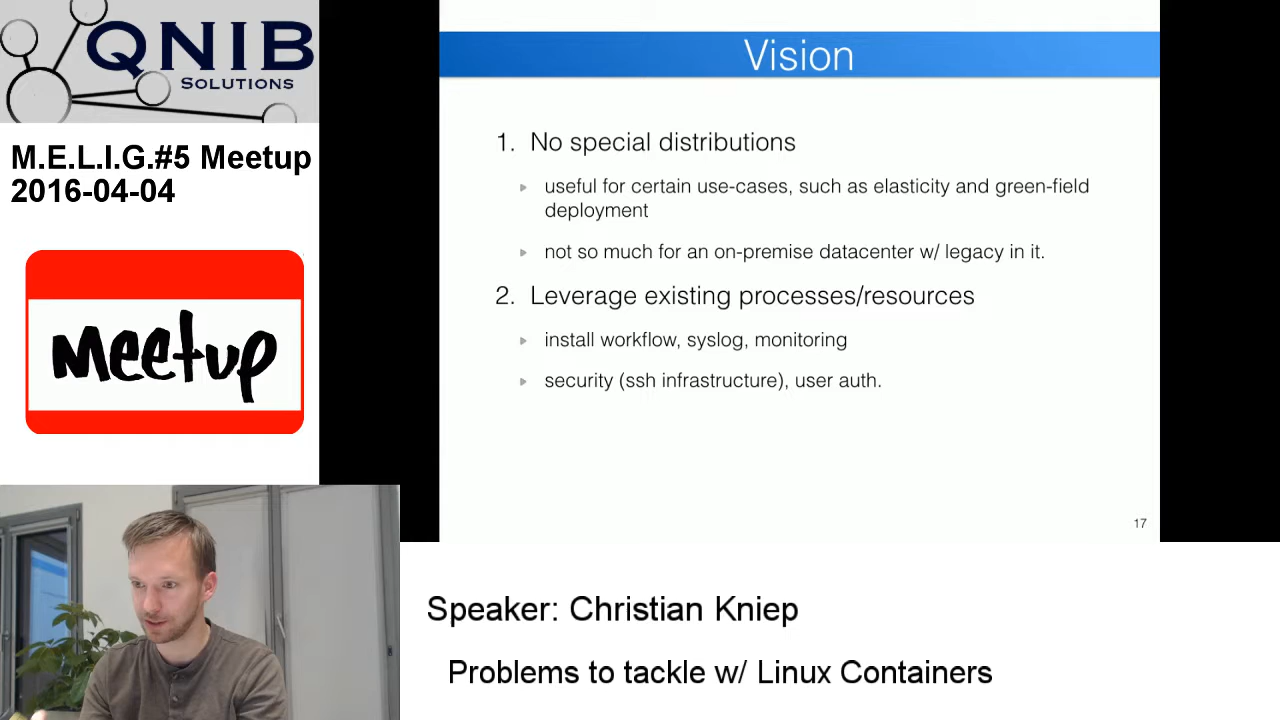 QNIB
SOLUTIONS
M.E.L.I.G.#5 Meetup
2016-04-04
meetup
Vision
1. No special distributions
useful for certain use-cases, such as elasticity and green-field
deployment
not so much for an on-premise datacenter w/ legacy in it.
2. Leverage existing processes/resources
install workflow, syslog, monitoring
security (ssh infrastructure), user auth.
17
Speaker: Christian Kniep
Problems to tackle w/ Linux Containers